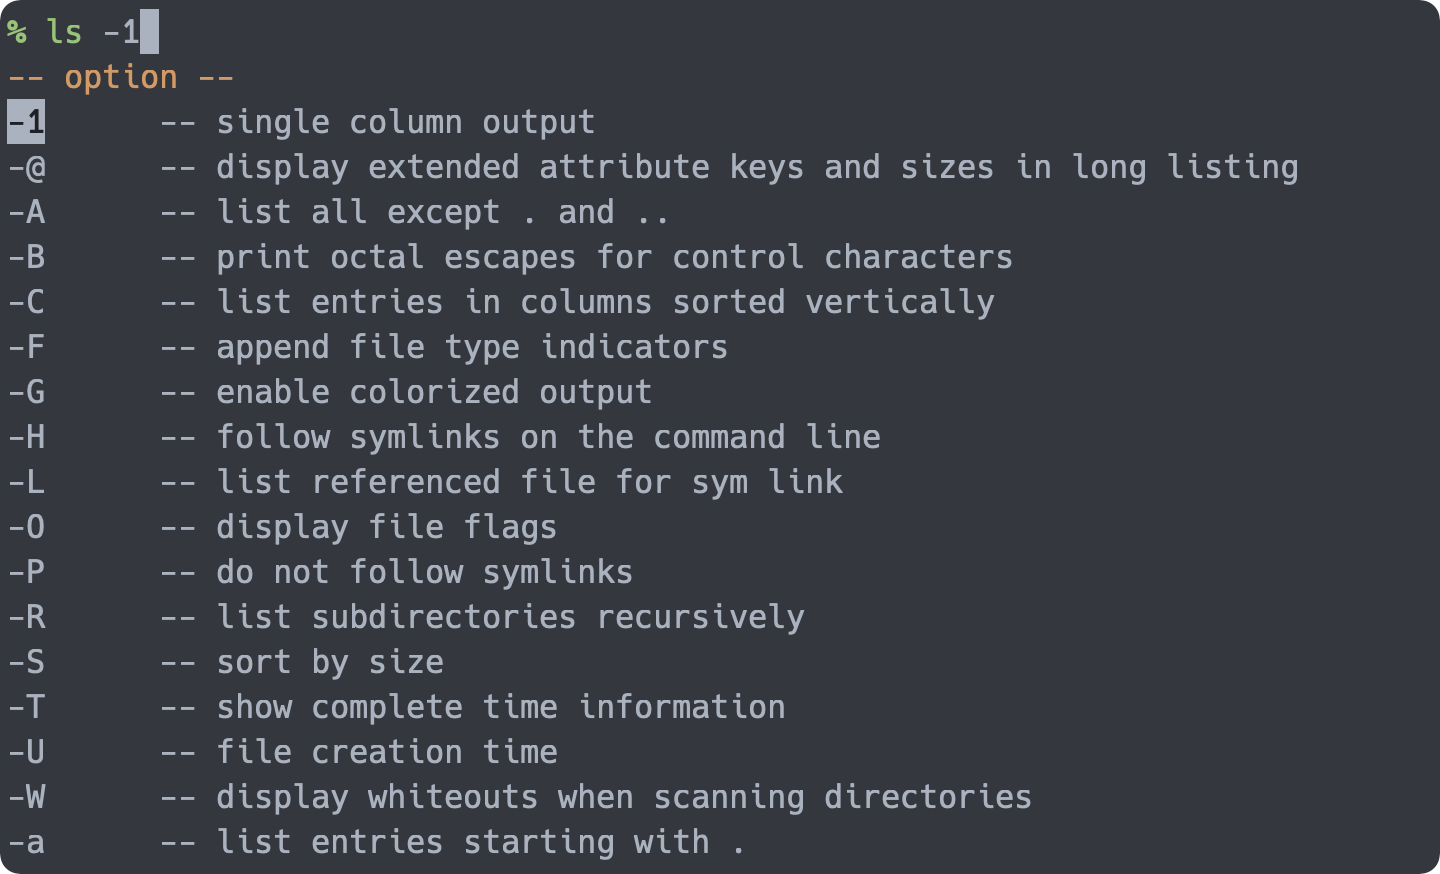 % ls -1
-- option --
-1      -- single column output
-@      -- display extended attribute keys and sizes in long listing
-A      -- list all except . and ..
-B      -- print octal escapes for control characters
-C      -- list entries in columns sorted vertically
-F      -- append file type indicators
-G      -- enable colorized output
-H      -- follow symlinks on the command line
-L      -- list referenced file for sym link
-O      -- display file flags
-P      -- do not follow symlinks
-R      -- list subdirectories recursively
-S      -- sort by size
-T      -- show complete time information
-U      -- file creation time
-W      -- display whiteouts when scanning directories
-a      -- list entries starting with .